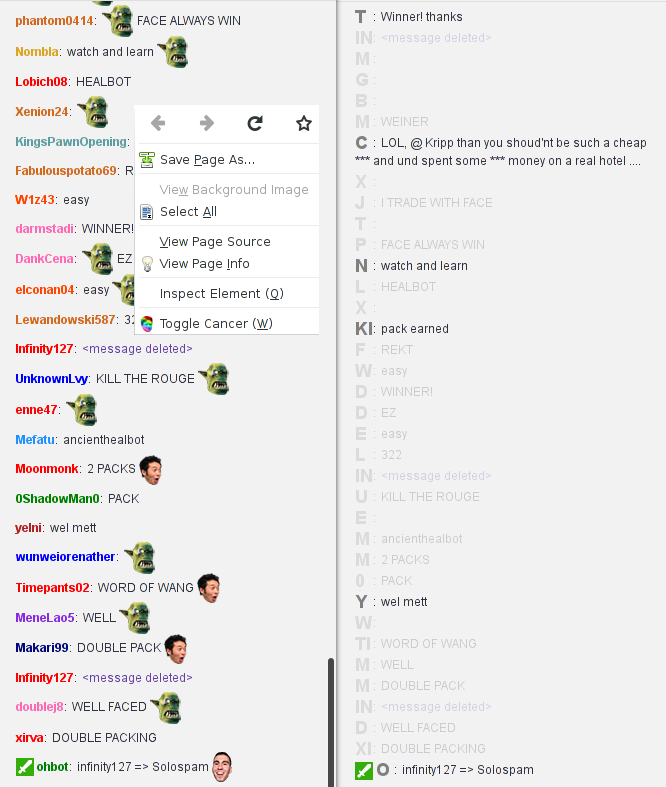 phantom0414: FACE ALWAYS WIN
Nombla: watch and learn
Lobich08: HEALBOT
Xenion24:
KingsPawnOpening:
Fabulouspotato69: R
W1z43: easy
darmstadi: WINNER!
DankCena: EZ
elconan04: easy
Lewandowski587: 32
Infinity127: <message deleted>
UnknownLvy: KILL THE ROUGE
enne47:
Mefatu: ancienthealbot
Moonmonk: 2 PACKS
0ShadowMan0: PACK
yelni: wel mett
wunweiorenather:
Timepants02: WORD OF WANG
MeneLao5: WELL
Makari99: DOUBLE PACK
Infinity127: <message deleted>
doublej8: WELL FACED
xirva: DOUBLE PACKING
ohbot: infinity127 => Solospam
Save Page As...
View Background Image
Select All
View Page Source
View Page Info
Inspect Element (Q)
Toggle Cancer (W)
T : Winner! thanks
IN: <message deleted>
M :
G :
B :
M : WEINER
C : LOL, @ Kripp than you shoud'nt be such a cheap
*** and und spent some *** money on a real hotel ....
X :
J : I TRADE WITH FACE
T :
P : FACE ALWAYS WIN
N : watch and learn
L : HEALBOT
X :
KI: pack earned
F : REKT
W : easy
D : WINNER!
D : EZ
E : easy
L : 322
IN: <message deleted>
U : KILL THE ROUGE
E :
M : ancienthealbot
M : 2 PACKS
0 : PACK
Y : wel mett
W :
TI: WORD OF WANG
M : WELL
M : DOUBLE PACK
IN: <message deleted>
D : WELL FACED
XI: DOUBLE PACKING
O : infinity127 => Solospam